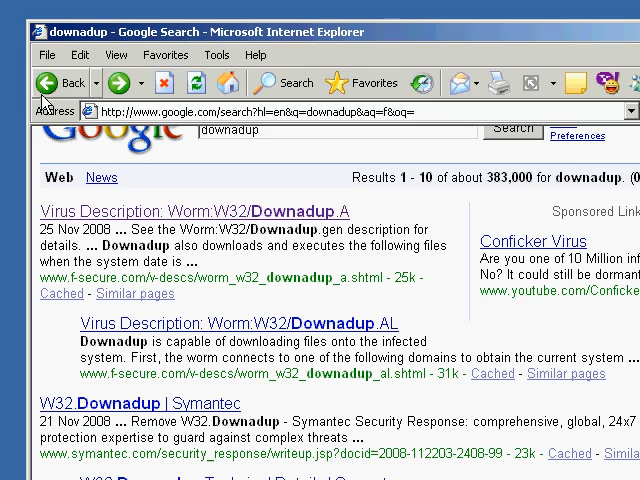 downadup - Google Search - Microsoft Internet Explorer
File Edit View Favorites Tools Help
Back Search Favorites
Address http://www.google.com/search?hl=en&q=downadup&aq=f&oq=
Google downadup Search Preferences
Web News Results 1 - 10 of about 383,000 for downadup. (0
Virus Description: Worm:W32/Downadup.A
25 Nov 2008 ... See the Worm:W32/Downadup.gen description for
details. ... Downadup also downloads and executes the following files
when the system date is ...
www.f-secure.com/v-descs/worm_w32_downadup_a.shtml - 25k -
Cached - Similar pages
Sponsored Link
Conficker Virus
Are you one of 10 Million inf
No? It could still be dorman
www.youtube.com/Conficke
Virus Description: Worm:W32/Downadup.AL
Downadup is capable of downloading files onto the infected
system. First, the worm connects to one of the following domains to obtain the current system ...
www.f-secure.com/v-descs/worm_w32_downadup_al.shtml - 31k - Cached - Similar pages
W32.Downadup | Symantec
21 Nov 2008 ... Remove W32.Downadup - Symantec Security Response: comprehensive, global, 24x7
protection expertise to guard against complex threats ...
www.symantec.com/security_response/writeup.jsp?docid=2008-112203-2408-99 - 23k - Cached - Simila